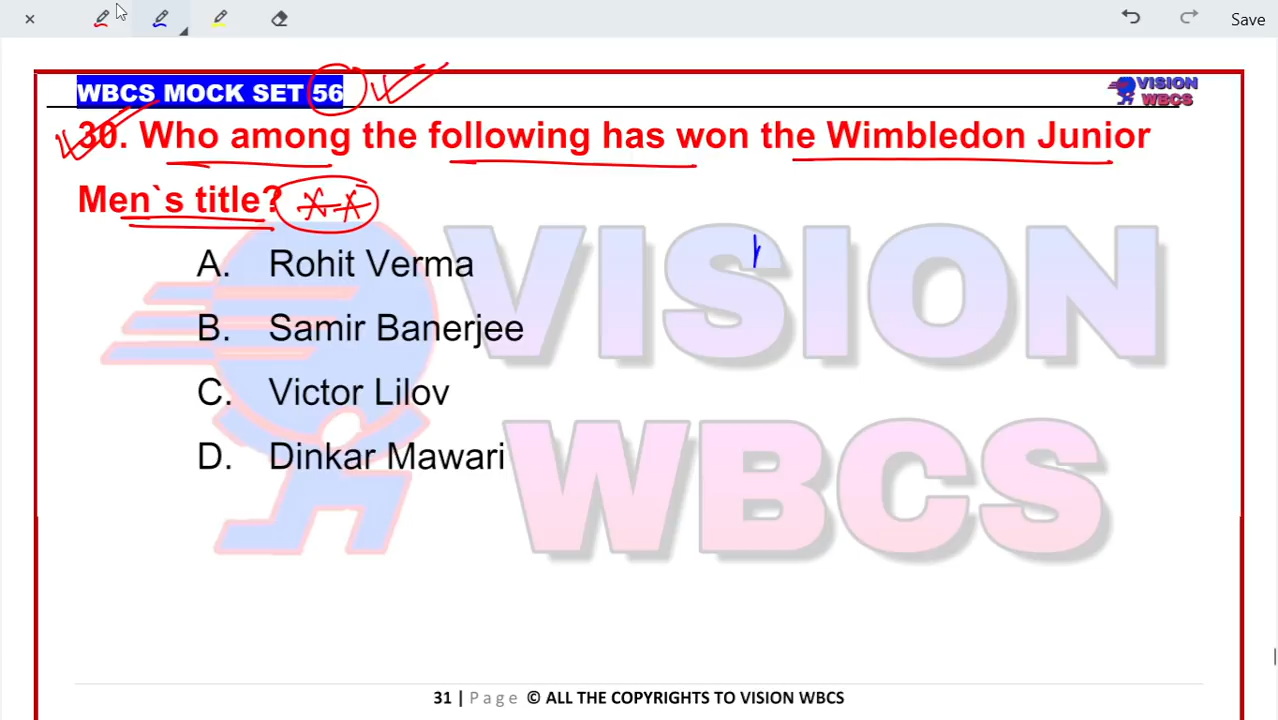 Save
WBCS MOCK SET 56
VISION
WBCS
30. Who among the following has won the Wimbledon Junior
Men`s title?
A. Rohit Verma
B. Samir Banerjee
C. Victor Lilov
D. Dinkar Mawari
VISION
WBCS
31 | Page © ALL THE COPYRIGHTS TO VISION WBCS